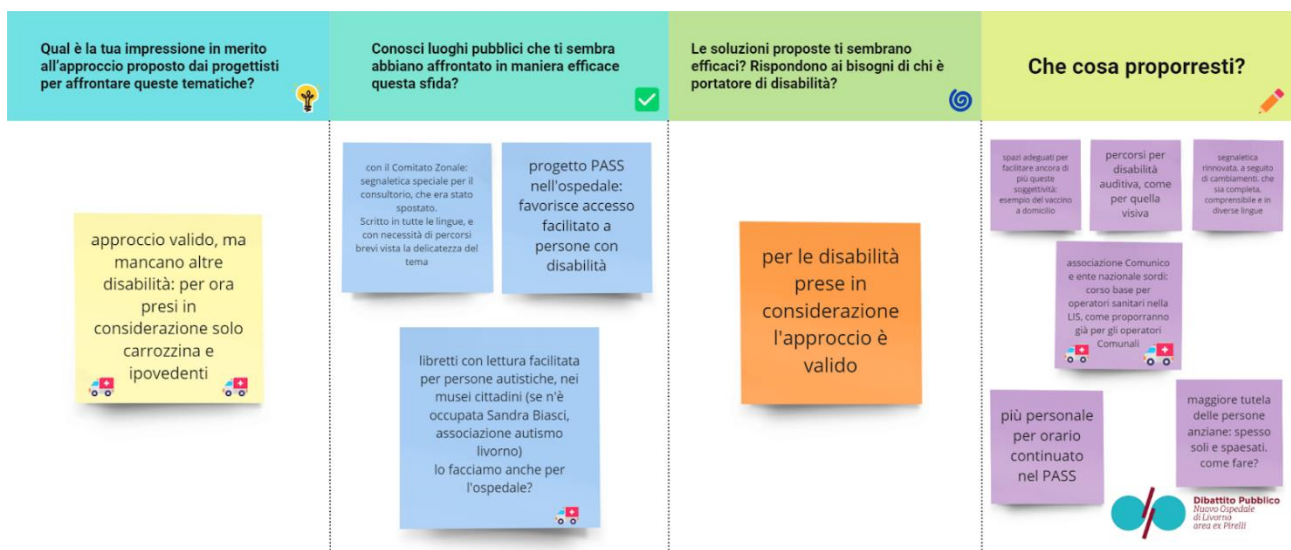 Qual è la tua impressione in merito
all'approccio proposto dai progettisti
per affrontare queste tematiche?
approccio valido, ma
mancano altre
disabilità: per ora
presi in
considerazione solo
carrozzina e
ipovedenti
Conosci luoghi pubblici che ti sembra
abbiano affrontato in maniera efficace
questa sfida?
con il Comitato Zonale:
segnaletica speciale per il
consultorio, che era stato
spostato.
Scritto in tutte le lingue, e
con necessità di percorsi
brevi vista la delicatezza del
tema
progetto PASS
nell'ospedale:
favorisce accesso
facilitato a
persone con
disabilità
libretti con lettura facilitata
per persone autistiche, nei
musei cittadini (se n'è
occupata Sandra Biasci,
associazione autismo
livorno)
lo facciamo anche per
l'ospedale?
Le soluzioni proposte ti sembrano
efficaci? Rispondono ai bisogni di chi è
portatore di disabilità?
per le disabilità
prese in
considerazione
l'approccio è
valido
Che cosa proporresti?
spazi adeguati per
facilitare ancora di
più queste
soggettività:
esempio del vaccino
a domicilio
percorsi per
disabilità
auditiva, come
per quella
visiva
segnaletica
rinnovata, a seguito
di cambiamenti. che
sia completa,
comprensibile e in
diverse lingue
associazione Comunico
e ente nazionale sordi:
corso base per
operatori sanitari nella
LIS, come proporranno
già per gli operatori
Comunali
più personale
per orario
continuato
nel PASS
maggiore tutela
delle persone
anziane: spesso
soli e spaesati.
come fare?
Dibattito Pubblico
Nuovo Ospedale
di Livorno
area ex Pirelli